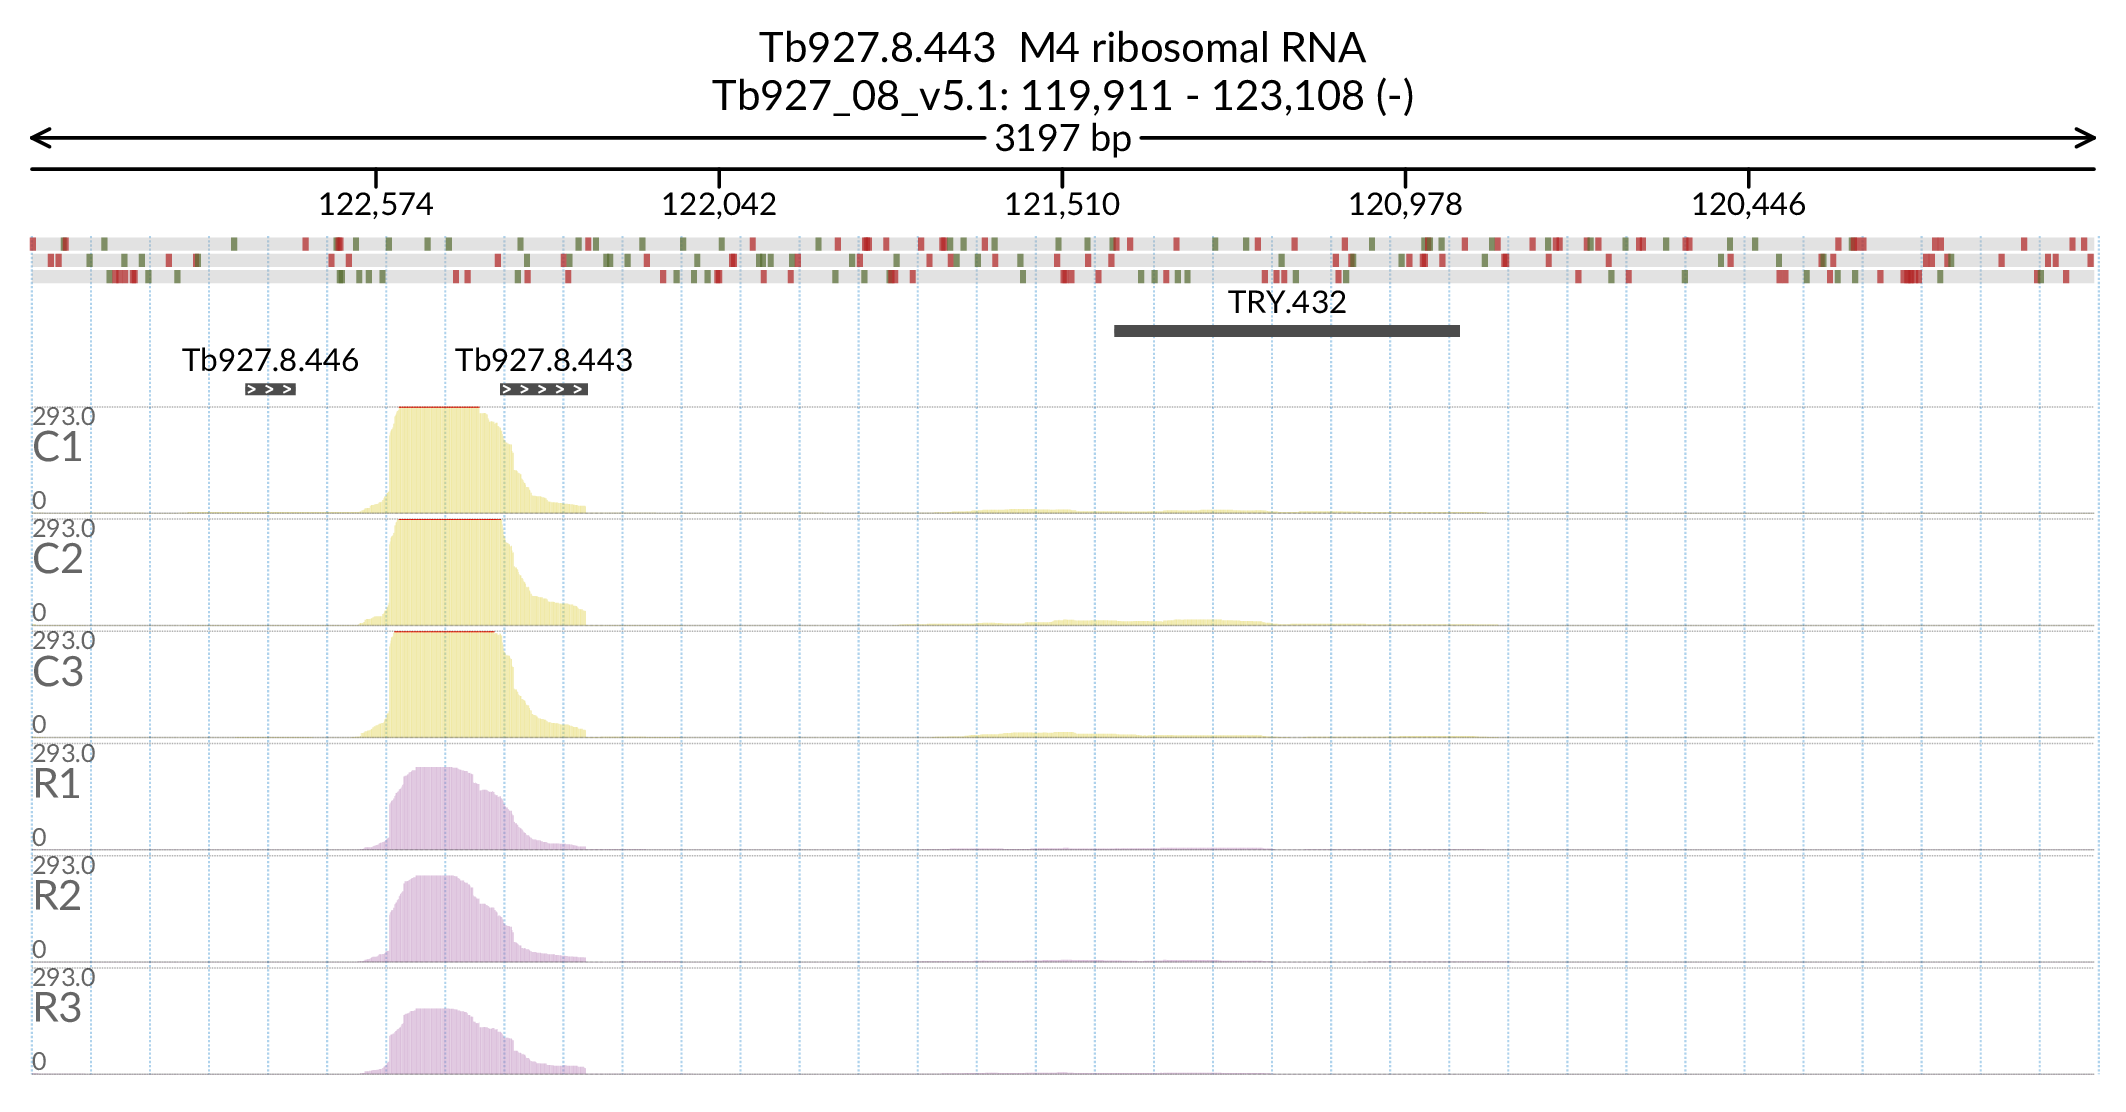 Tb927.8.443  M4 ribosomal RNA
Tb927_08_v5.1: 119,911 - 123,108 (-)
3197 bp
122,574 122,042 121,510 120,978 120,446
TRY.432
Tb927.8.446 Tb927.8.443
293.0
C1
0
293.0
C2
0
293.0
C3
0
293.0
R1
0
293.0
R2
0
293.0
R3
0